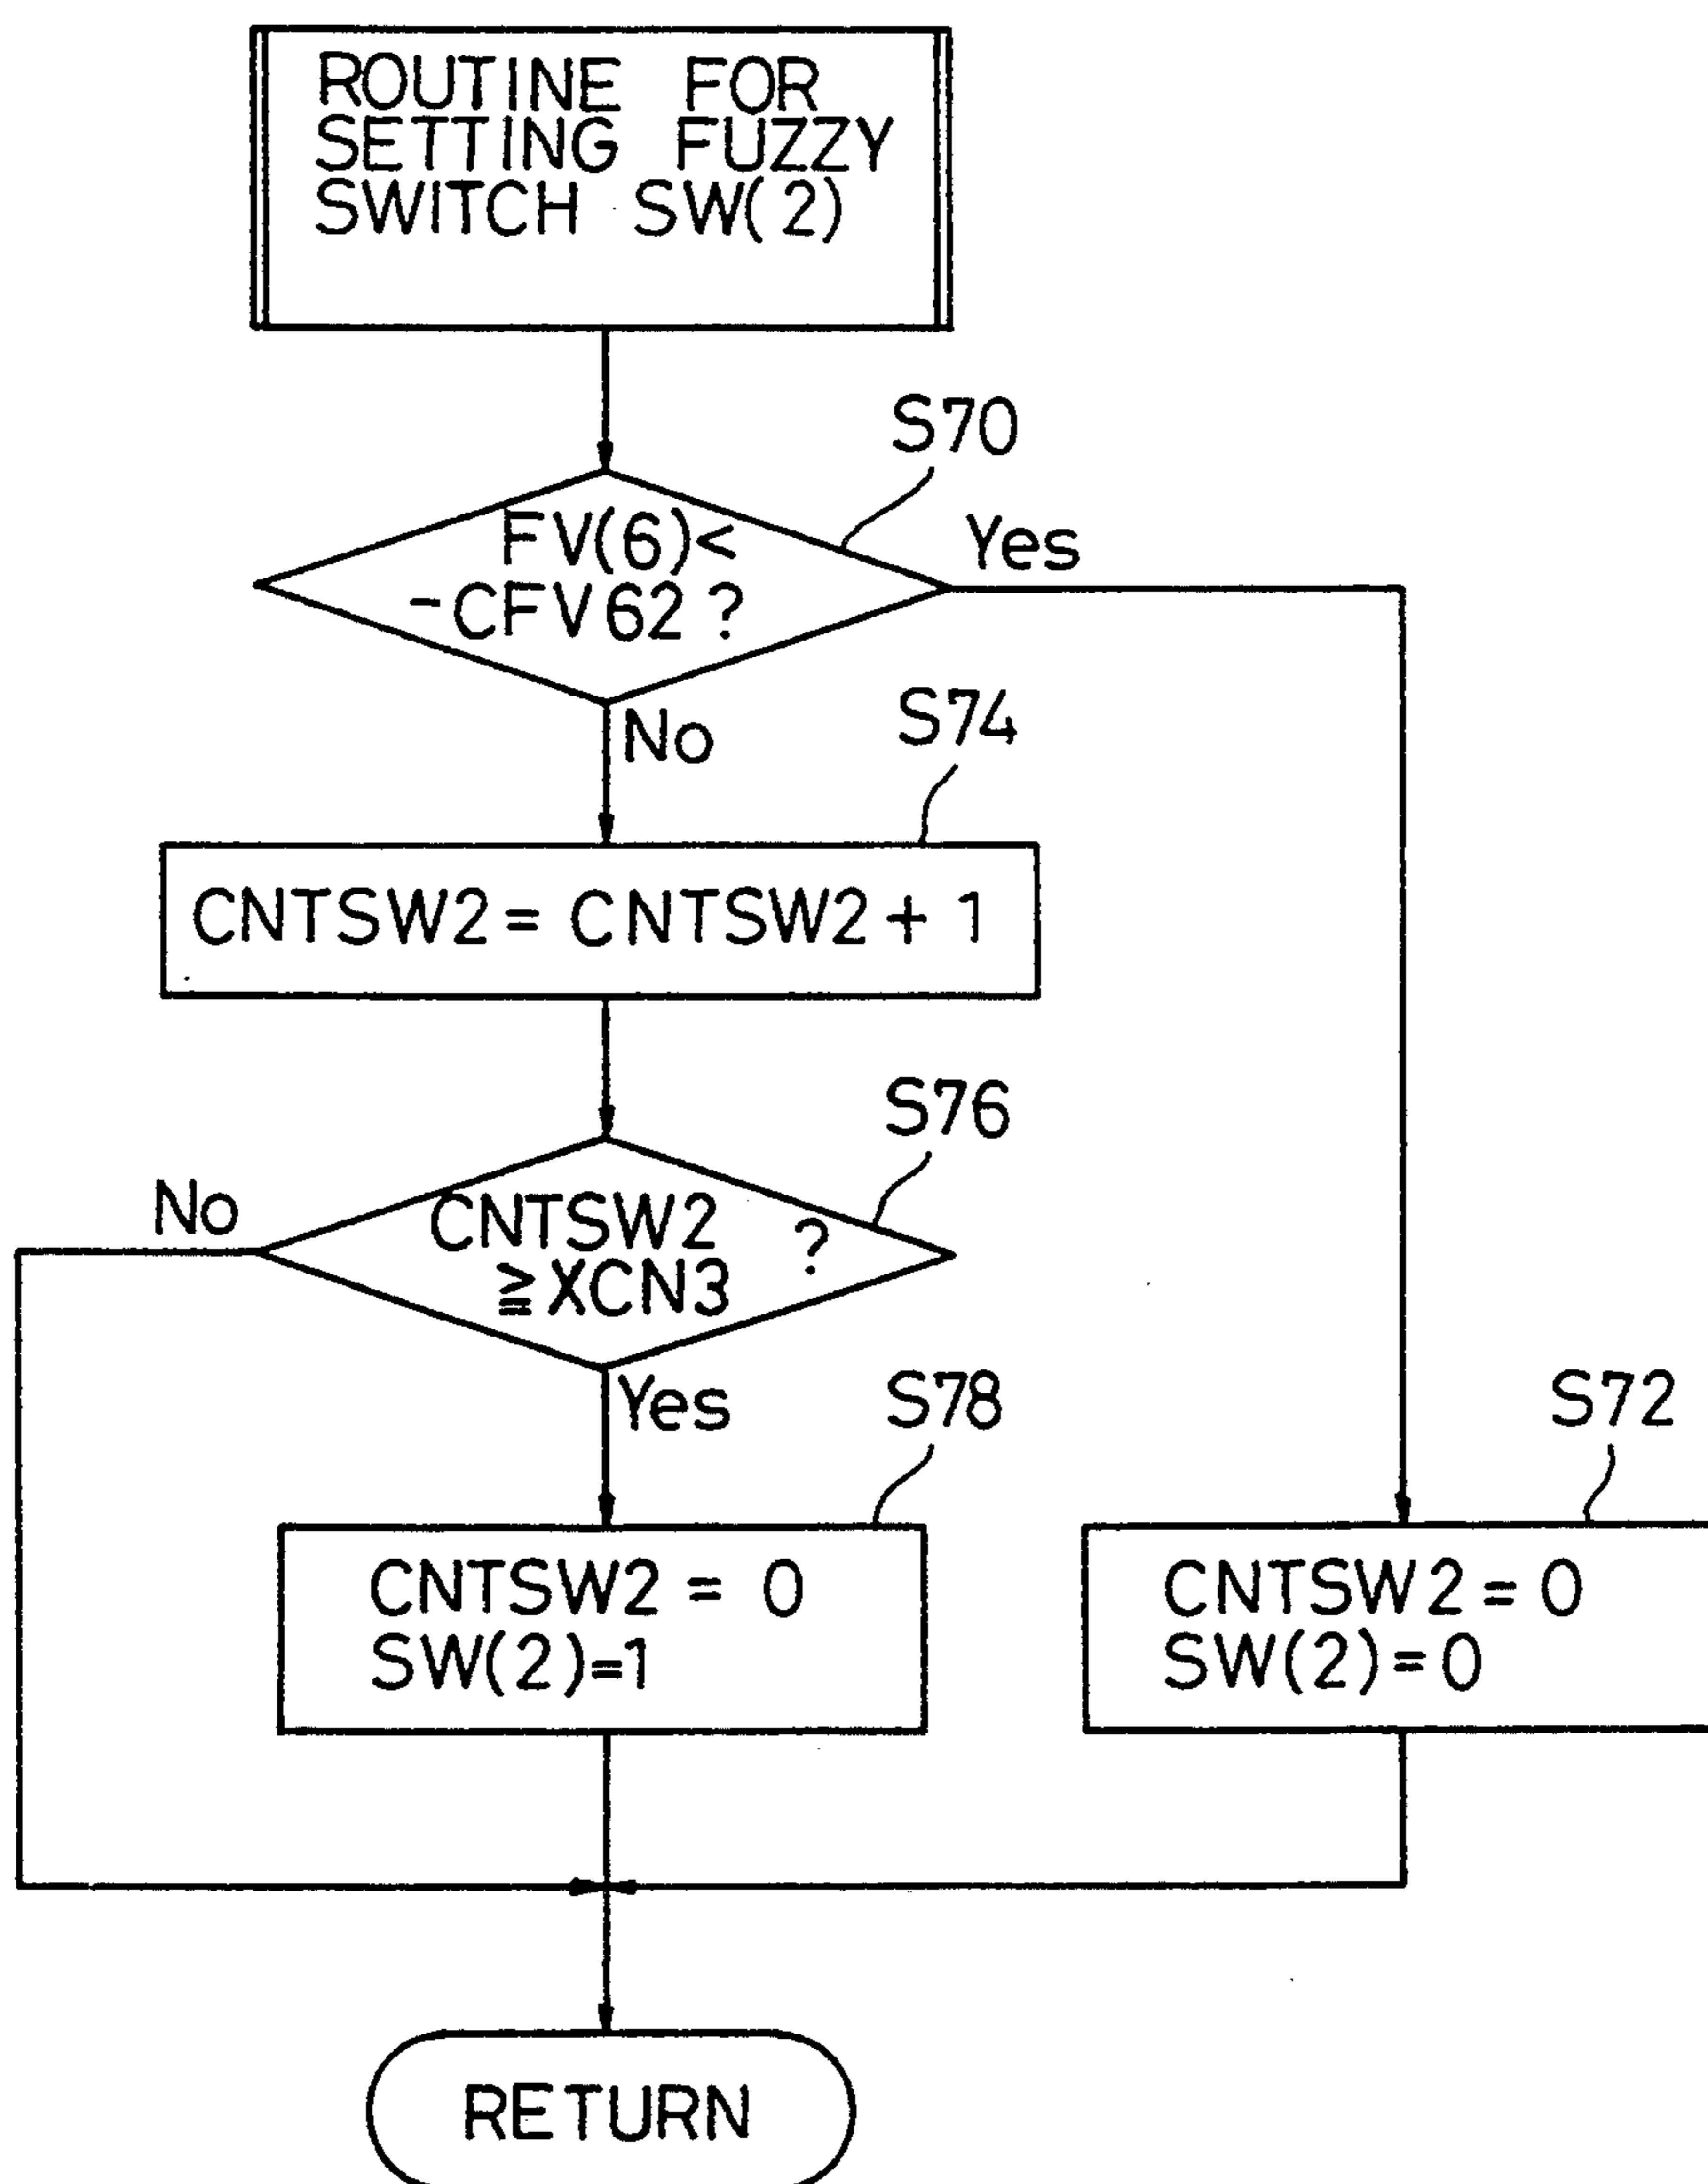 ROUTINE FOR
SETTING FUZZY
SWITCH SW(2)
S70
FV(6)<
-CFV62?
Yes
No
S74
CNTSW2 = CNTSW2 + 1
S76
No
CNTSW2 ?
≧XCN3
Yes
S78
S72
CNTSW2 = 0
SW(2)=1
CNTSW2 = 0
SW(2)=0
RETURN